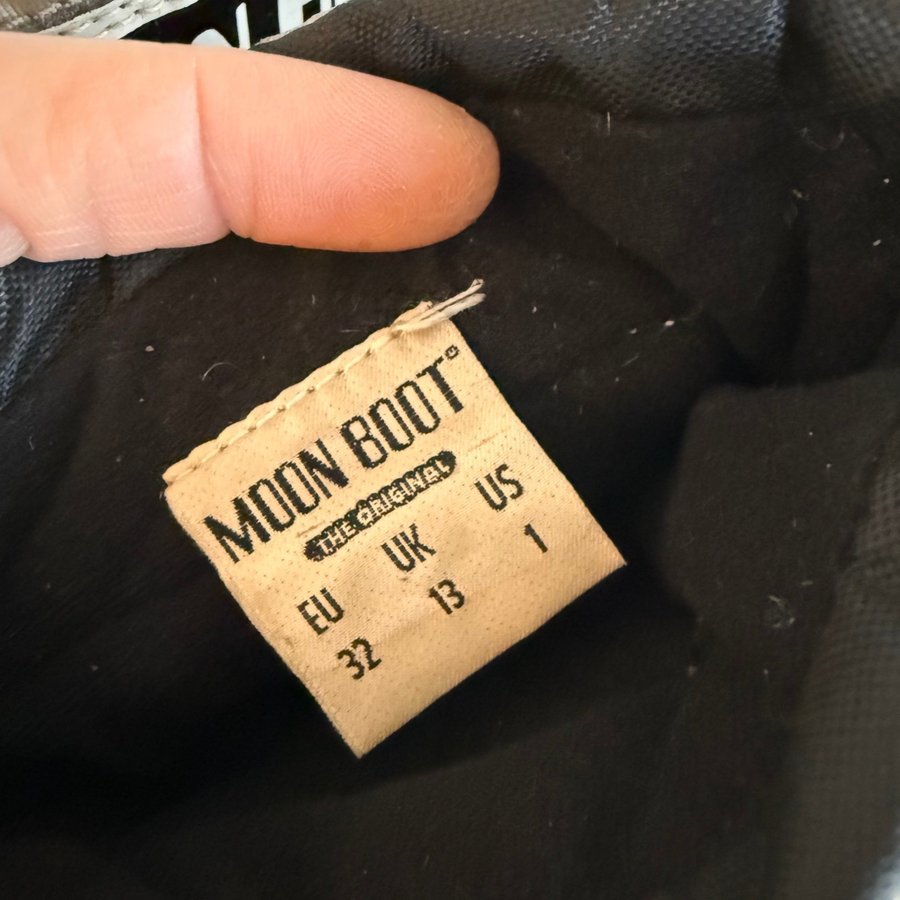 MOON BOOT®
THE ORIGINAL
EU UK US
32 13 1